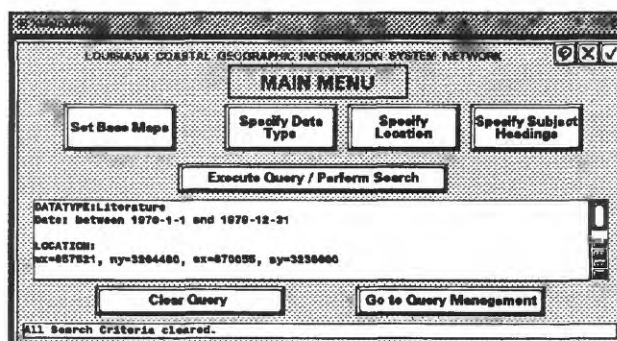 LOUISIANA COASTAL GEOGRAPHIC INFORMATION SYSTEM NETWORK
MAIN MENU
Set Base Maps
Specify Data Type
Specify Location
Specify Subject Headings
Execute Query / Perform Search
DATATYPE:Literature
Date: between 1970-1-1 and 1979-12-31
LOCATION:
Clear Query
Go to Query Management
All Search Criteria cleared.